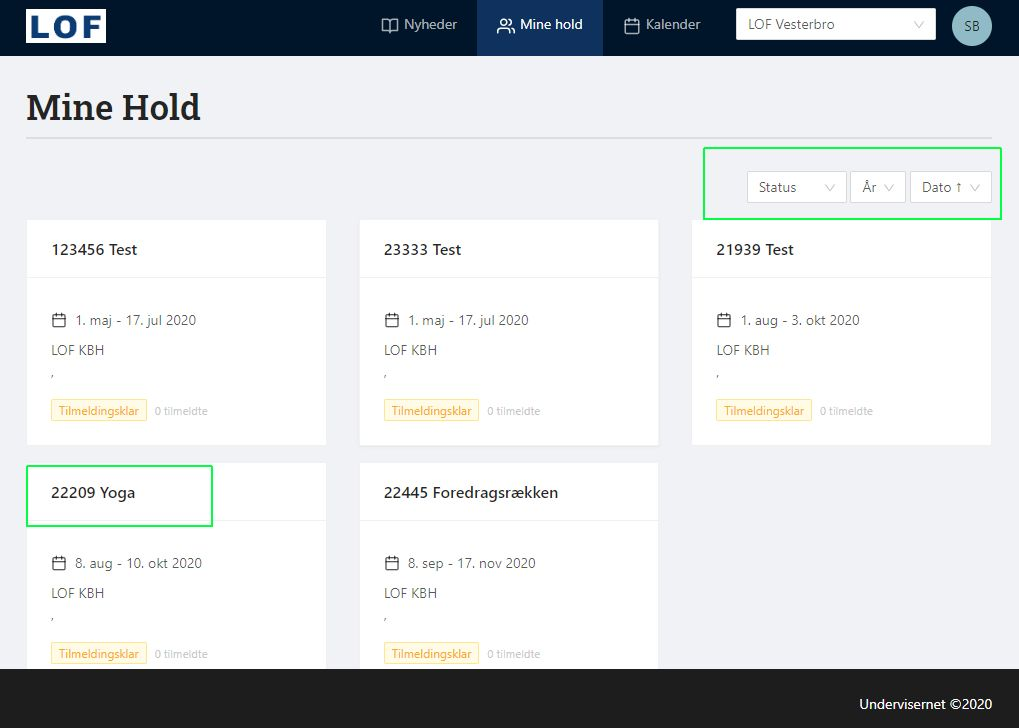 LOF
Nyheder
Mine hold
Kalender
LOF Vesterbro
SB
Mine Hold
Status
År
Dato ↑
123456 Test
1. maj - 17. jul 2020
LOF KBH
,
Tilmeldingsklar 0 tilmeldte
23333 Test
1. maj - 17. jul 2020
LOF KBH
,
Tilmeldingsklar 0 tilmeldte
21939 Test
1. aug - 3. okt 2020
LOF KBH
,
Tilmeldingsklar 0 tilmeldte
22209 Yoga
8. aug - 10. okt 2020
LOF KBH
,
Tilmeldingsklar 0 tilmeldte
22445 Foredragsrækken
8. sep - 17. nov 2020
LOF KBH
,
Tilmeldingsklar 0 tilmeldte
Undervisernet ©2020